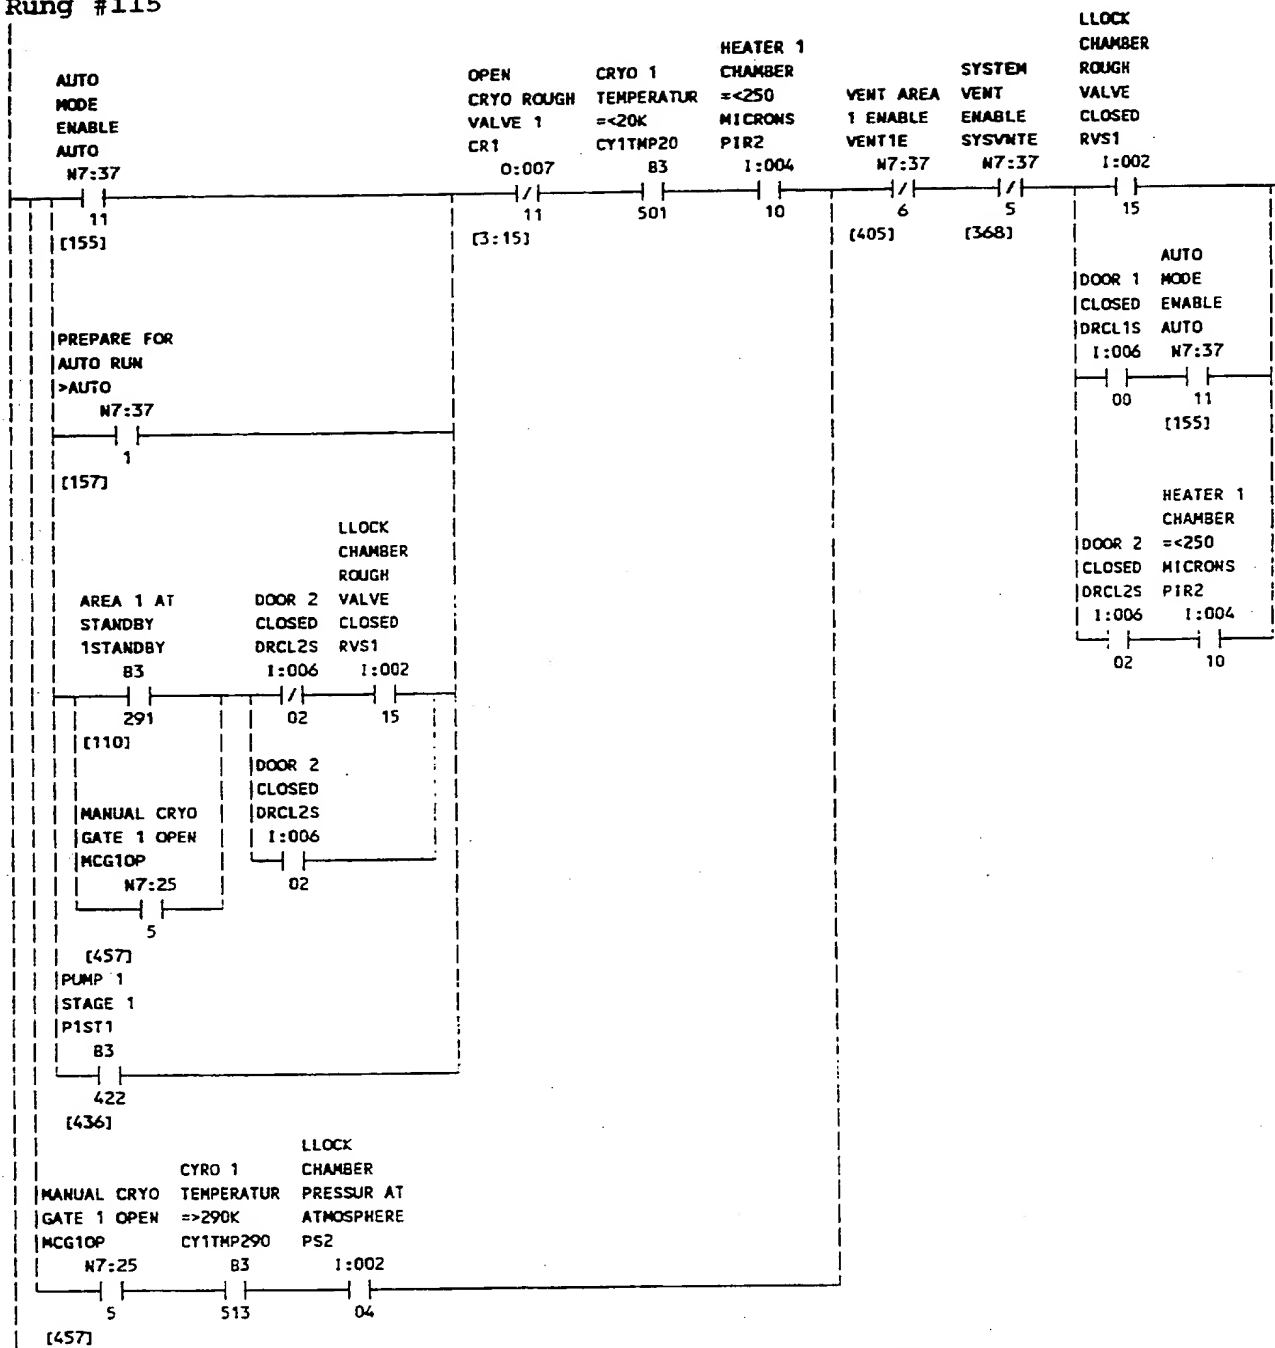 Rung #115
AUTO
MODE
ENABLE
AUTO
N7:37
11
[155]
OPEN
CRYO ROUGH
VALVE 1
CR1
O:007
11
[3:15]
CRYO 1
TEMPERATUR
=<20K
CY1TMP20
B3
501
HEATER 1
CHAMBER
=<250
MICRONS
PIR2
I:004
10
VENT AREA
1 ENABLE
VENT1E
N7:37
6
[405]
SYSTEM
VENT
ENABLE
SYSVNTE
N7:37
5
[368]
LLOCK
CHAMBER
ROUGH
VALVE
CLOSED
RVS1
I:002
15
DOOR 1
CLOSED
DRCL1S
I:006
00
AUTO
MODE
ENABLE
AUTO
N7:37
11
[155]
PREPARE FOR
AUTO RUN
>AUTO
N7:37
1
[157]
DOOR 2
CLOSED
DRCL2S
I:006
02
HEATER 1
CHAMBER
=<250
MICRONS
PIR2
I:004
10
AREA 1 AT
STANDBY
1STANDBY
B3
291
[110]
DOOR 2
CLOSED
DRCL2S
I:006
02
LLOCK
CHAMBER
ROUGH
VALVE
CLOSED
RVS1
I:002
15
MANUAL CRYO
GATE 1 OPEN
MCG1OP
N7:25
5
[457]
DOOR 2
CLOSED
DRCL2S
I:006
02
PUMP 1
STAGE 1
P1ST1
B3
422
[436]
MANUAL CRYO
GATE 1 OPEN
MCG1OP
N7:25
5
[457]
CYRO 1
TEMPERATUR
=>290K
CY1TMP290
B3
513
LLOCK
CHAMBER
PRESSUR AT
ATMOSPHERE
PS2
I:002
04